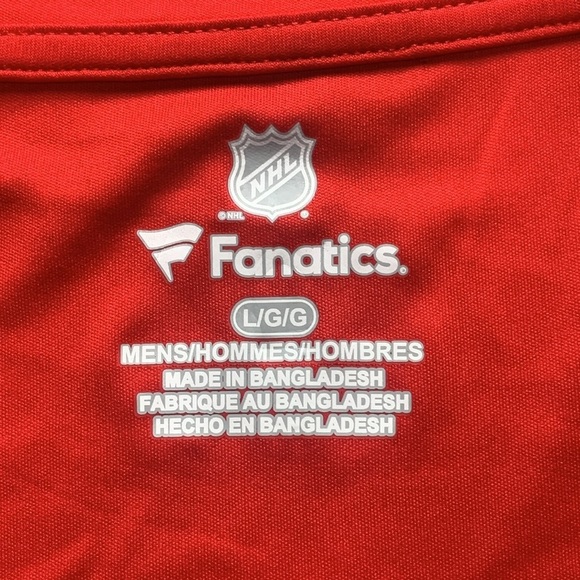 NHL
©NHL ®
Fanatics.
L/G/G
MENS/HOMMES/HOMBRES
MADE IN BANGLADESH
FABRIQUE AU BANGLADESH
HECHO EN BANGLADESH